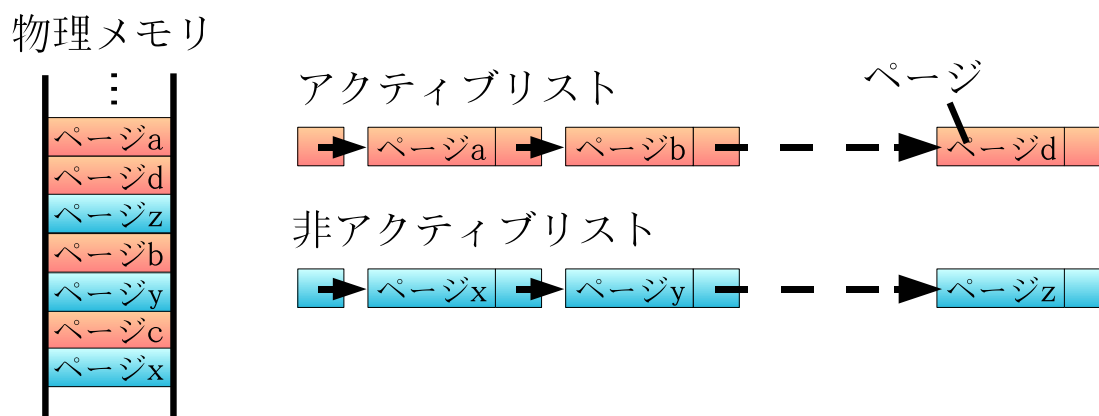 物理メモリ
ページa
ページd
ページz
ページb
ページy
ページc
ページx
アクティブリスト
ページ
ページa ページb ページd
非アクティブリスト
ページx ページy ページz